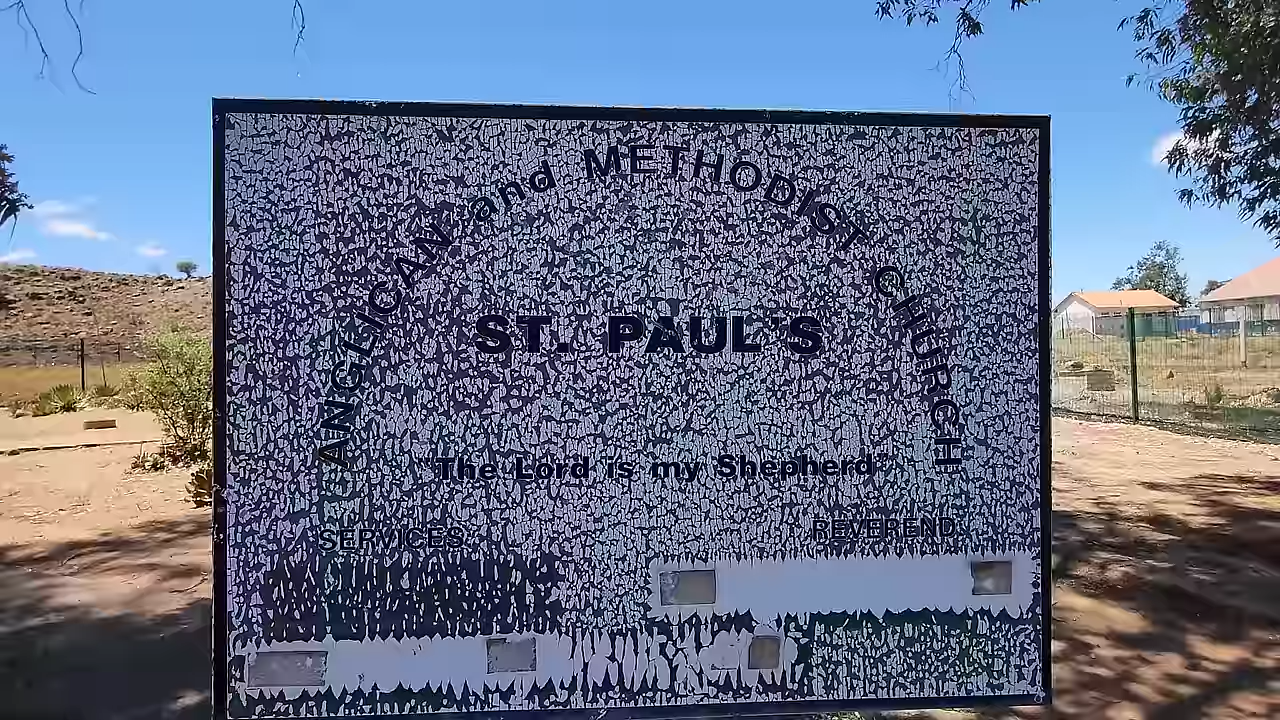 ANGLICAN and METHODIST CHURCH
ST. PAUL'S
"The Lord is my Shepherd"
SERVICES:
REVEREND: